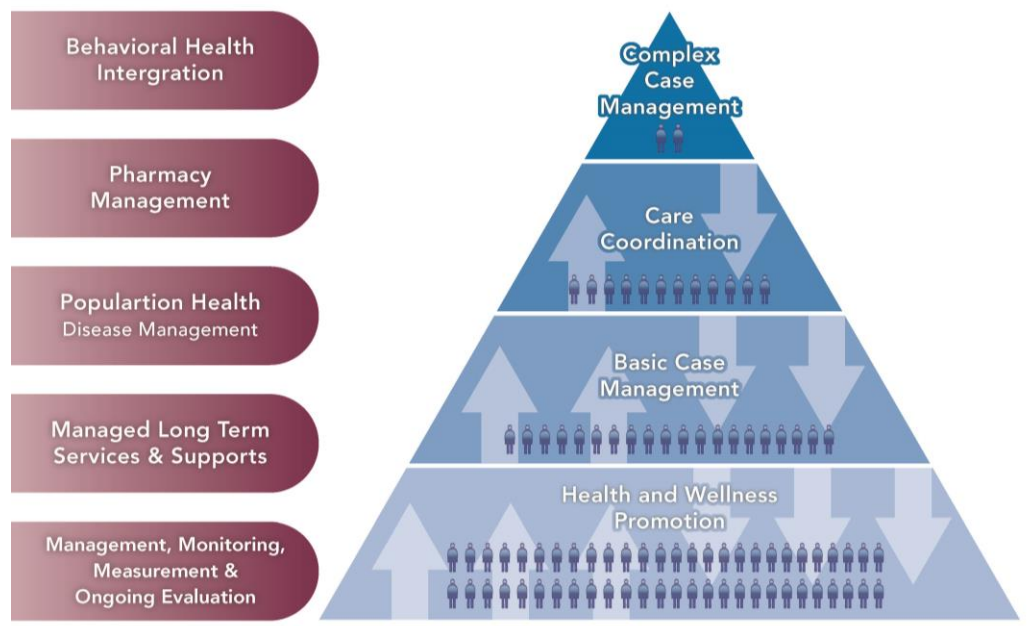 Behavioral Health
Intergration
Pharmacy
Management
Populartion Health
Disease Management
Managed Long Term
Services & Supports
Management, Monitoring,
Measurement &
Ongoing Evaluation
Complex
Case
Management
Care
Coordination
Basic Case
Management
Health and Wellness
Promotion